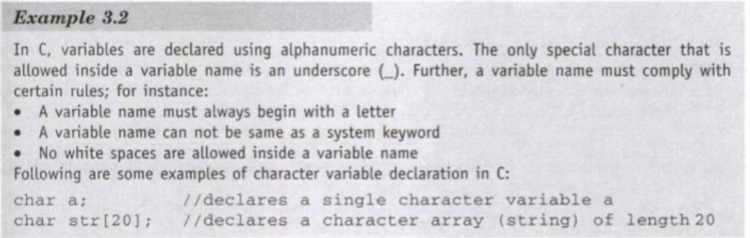 Example 3.2
In C, variables are declared using alphanumeric characters. The only special character that is
allowed inside a variable name is an underscore (_). Further, a variable name must comply with
certain rules; for instance:
• A variable name must always begin with a letter
• A variable name can not be same as a system keyword
• No white spaces are allowed inside a variable name
Following are some examples of character variable declaration in C:
char a; //declares a single character variable a
char str[20]; //declares a character array (string) of length 20